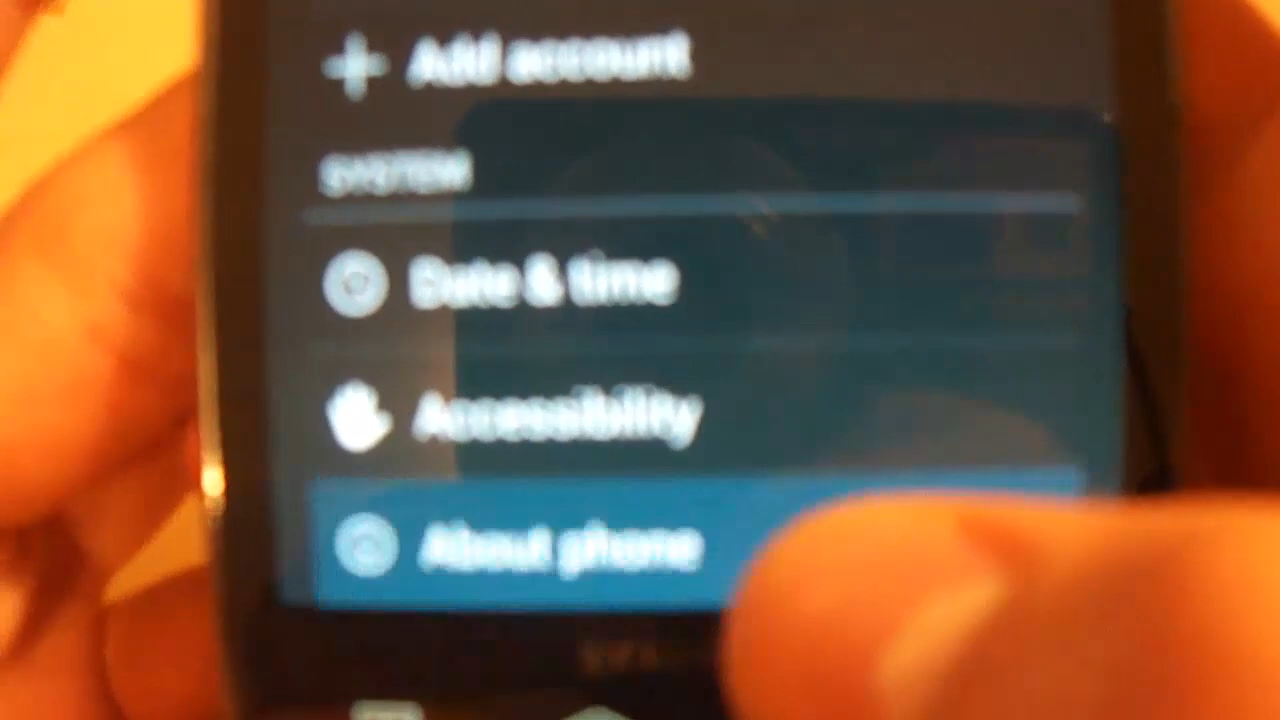 Add account
SYSTEM
Date & time
Accessibility
About phone